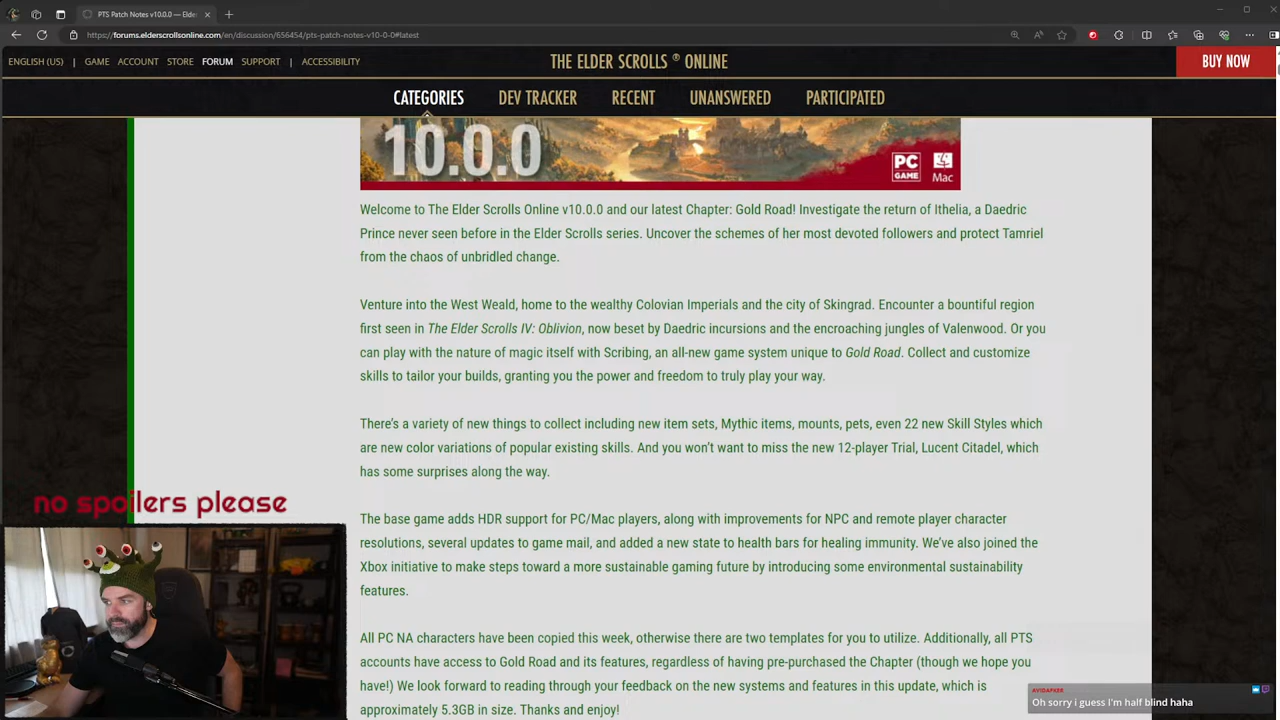 PTS Patch Notes v10.0.0 — Elder
https://forums.elderscrollsonline.com/en/discussion/656454/pts-patch-notes-v10-0-0#latest
ENGLISH (US) | GAME ACCOUNT STORE FORUM SUPPORT | ACCESSIBILITY
THE ELDER SCROLLS ® ONLINE
BUY NOW
CATEGORIES DEV TRACKER RECENT UNANSWERED PARTICIPATED
10.0.0
PC GAME Mac
Welcome to The Elder Scrolls Online v10.0.0 and our latest Chapter: Gold Road! Investigate the return of Ithelia, a Daedric
Prince never seen before in the Elder Scrolls series. Uncover the schemes of her most devoted followers and protect Tamriel
from the chaos of unbridled change.
Venture into the West Weald, home to the wealthy Colovian Imperials and the city of Skingrad. Encounter a bountiful region
first seen in The Elder Scrolls IV: Oblivion, now beset by Daedric incursions and the encroaching jungles of Valenwood. Or you
can play with the nature of magic itself with Scribing, an all-new game system unique to Gold Road. Collect and customize
skills to tailor your builds, granting you the power and freedom to truly play your way.
There's a variety of new things to collect including new item sets, Mythic items, mounts, pets, even 22 new Skill Styles which
are new color variations of popular existing skills. And you won't want to miss the new 12-player Trial, Lucent Citadel, which
has some surprises along the way.
The base game adds HDR support for PC/Mac players, along with improvements for NPC and remote player character
resolutions, several updates to game mail, and added a new state to health bars for healing immunity. We've also joined the
Xbox initiative to make steps toward a more sustainable gaming future by introducing some environmental sustainability
features.
All PC NA characters have been copied this week, otherwise there are two templates for you to utilize. Additionally, all PTS
accounts have access to Gold Road and its features, regardless of having pre-purchased the Chapter (though we hope you
have!) We look forward to reading through your feedback on the new systems and features in this update, which is
approximately 5.3GB in size. Thanks and enjoy!
no spoilers please
Oh sorry i guess I'm half blind haha